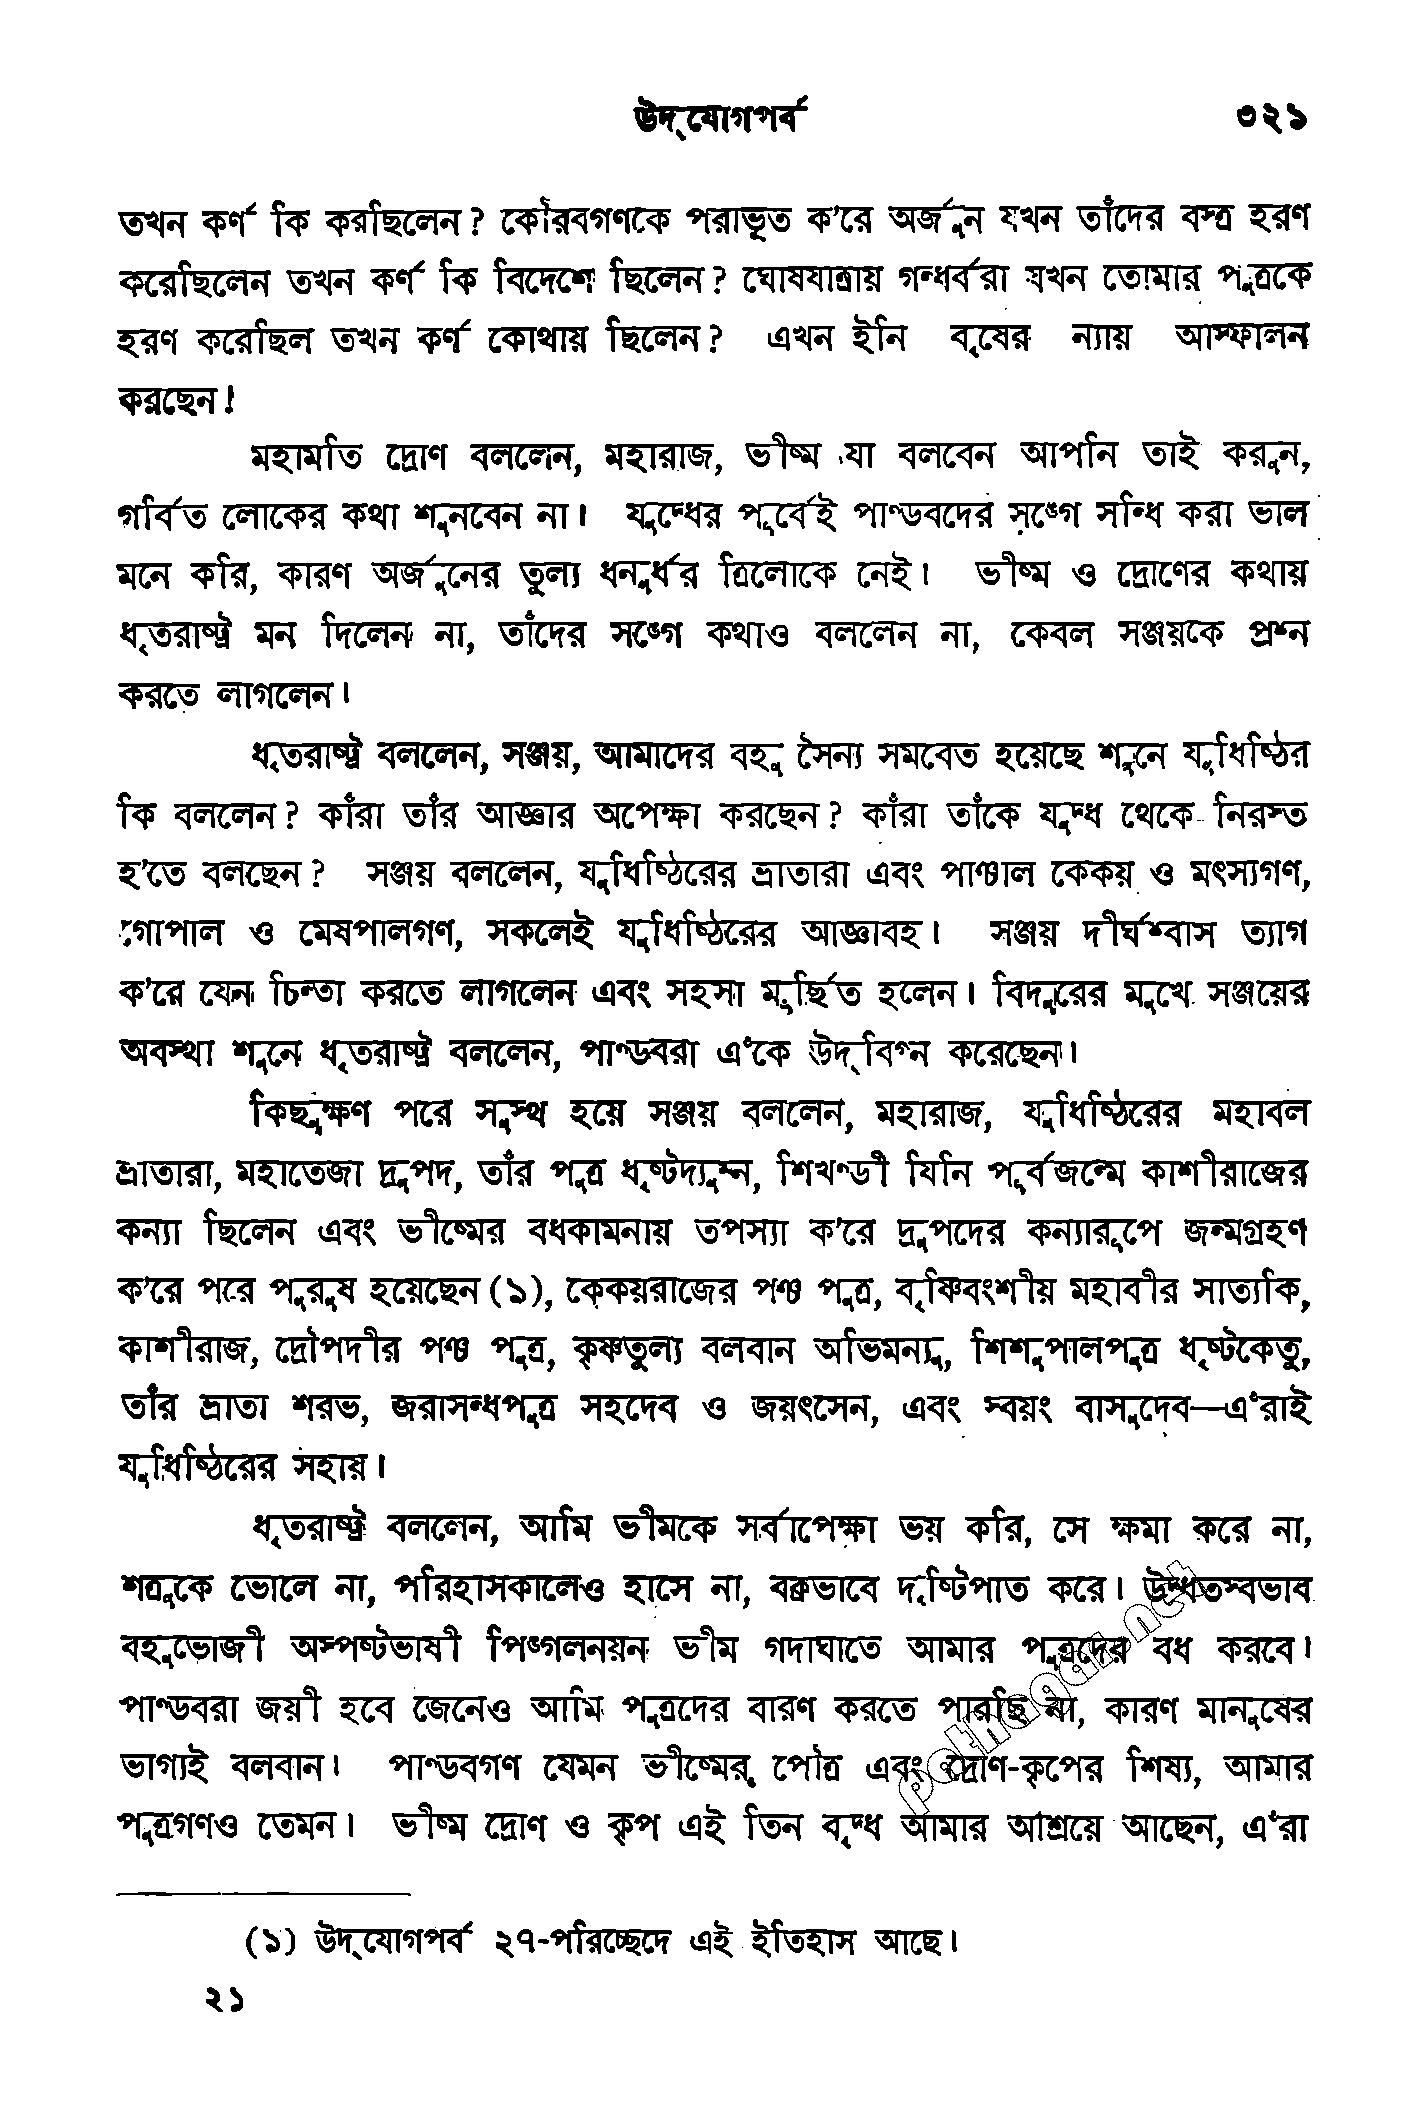 উদ্‌যোগপর্ব ৩২১
তখন কর্ণ কি করছিলেন? কৌরবগণকে পরাভূত ক'রে অর্জুন যখন তাঁদের বস্ত্র হরণ
করেছিলেন তখন কর্ণ কি বিদেশে ছিলেন? ঘোষযাত্রায় গন্ধর্বরা যখন তোমার পুত্রকে
হরণ করেছিল তখন কর্ণ কোথায় ছিলেন? এখন ইনি বৃষের ন্যায় আস্ফালন
করছেন!
মহামতি দ্রোণ বললেন, মহারাজ, ভীষ্ম যা বলবেন আপনি তাই করুন,
গর্বিত লোকের কথা শুনবেন না। যুদ্ধের পূর্বেই পাণ্ডবদের সঙ্গে সন্ধি করা ভাল
মনে করি, কারণ অর্জুনের তুল্য ধনুর্ধর ত্রিলোকে নেই। ভীষ্ম ও দ্রোণের কথায়
ধৃতরাষ্ট্র মন দিলেন না, তাঁদের সঙ্গে কথাও বললেন না, কেবল সঞ্জয়কে প্রশ্ন
করতে লাগলেন।
ধৃতরাষ্ট্র বললেন, সঞ্জয়, আমাদের বহু সৈন্য সমবেত হয়েছে শুনে যুধিষ্ঠির
কি বললেন? কাঁরা তাঁর আজ্ঞার অপেক্ষা করছেন? কাঁরা তাঁকে যুদ্ধ থেকে নিরস্ত
হ'তে বলছেন? সঞ্জয় বললেন, যুধিষ্ঠিরের ভ্রাতারা এবং পাঞ্চাল কেকয় ও মৎস্যগণ,
গোপাল ও মেষপালগণ, সকলেই যুধিষ্ঠিরের আজ্ঞাবহ। সঞ্জয় দীর্ঘশ্বাস ত্যাগ
ক'রে যেন চিন্তা করতে লাগলেন এবং সহসা মূর্ছিত হলেন। বিদুরের মুখে সঞ্জয়ের
অবস্থা শুনে ধৃতরাষ্ট্র বললেন, পাণ্ডবরা এঁকে উদ্‌বিগ্ন করেছেন।
কিছুক্ষণ পরে সুস্থ হয়ে সঞ্জয় বললেন, মহারাজ, যুধিষ্ঠিরের মহাবল
ভ্রাতারা, মহাতেজা দ্রুপদ, তাঁর পুত্র ধৃষ্টদ্যুম্ন, শিখণ্ডী যিনি পূর্বজন্মে কাশীরাজের
কন্যা ছিলেন এবং ভীষ্মের বধকামনায় তপস্যা ক'রে দ্রুপদের কন্যারূপে জন্মগ্রহণ
ক'রে পরে পুরুষ হয়েছেন (১), কেকয়রাজের পঞ্চ পুত্র, বৃষ্ণিবংশীয় মহাবীর সাত্যকি,
কাশীরাজ, দ্রৌপদীর পঞ্চ পুত্র, কৃষ্ণতুল্য বলবান অভিমন্যু, শিশুপালপুত্র ধৃষ্টকেতু,
তাঁর ভ্রাতা শরভ, জরাসন্ধপুত্র সহদেব ও জয়ৎসেন, এবং স্বয়ং বাসুদেব—এঁরাই
যুধিষ্ঠিরের সহায়।
ধৃতরাষ্ট্র বললেন, আমি ভীমকে সর্বাপেক্ষা ভয় করি, সে ক্ষমা করে না,
শত্রুকে ভোলে না, পরিহাসকালেও হাসে না, বক্রভাবে দৃষ্টিপাত করে। উদ্ধতস্বভাব
বহুভোজী অস্পষ্টভাষী পিঙ্গলনয়ন ভীম গদাঘাতে আমার পুত্রদের বধ করবে।
পাণ্ডবরা জয়ী হবে জেনেও আমি পুত্রদের বারণ করতে পারছি না, কারণ মানুষের
ভাগ্যই বলবান। পাণ্ডবগণ যেমন ভীষ্মের পৌত্র এবং দ্রোণ-কৃপের শিষ্য, আমার
পুত্রগণও তেমন। ভীষ্ম দ্রোণ ও কৃপ এই তিন বৃদ্ধ আমার আশ্রয়ে আছেন, এঁরা
pathagar.net
(১) উদ্‌যোগপর্ব ২৭-পরিচ্ছেদে এই ইতিহাস আছে।
২১